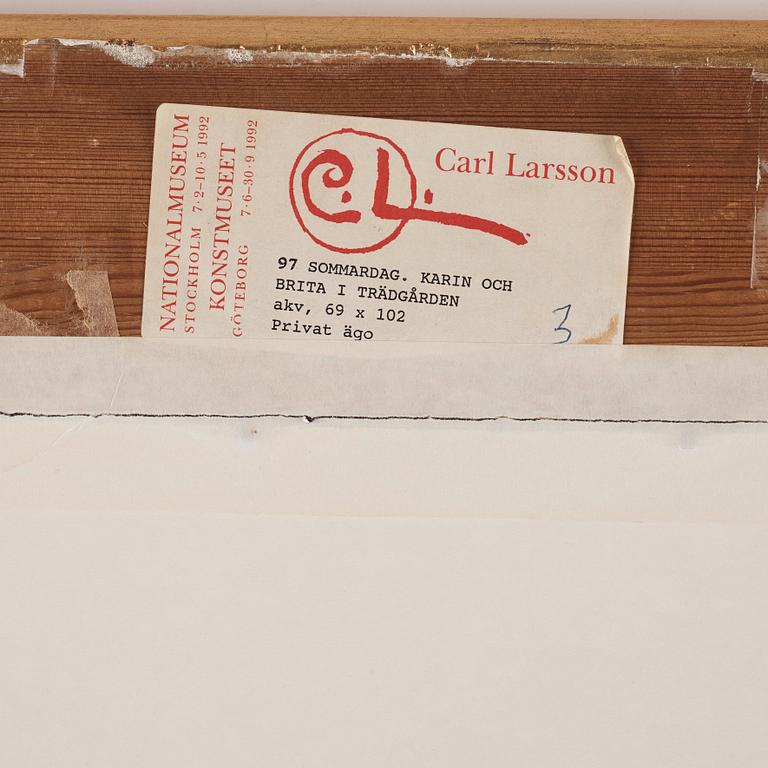 NATIONALMUSEUM
STOCKHOLM 7·2–10·5 1992
KONSTMUSEET
GÖTEBORG 7·6–30·9 1992
C.L.
Carl Larsson
97 SOMMARDAG. KARIN OCH
BRITA I TRÄDGÅRDEN
akv, 69 x 102
Privat ägo
3